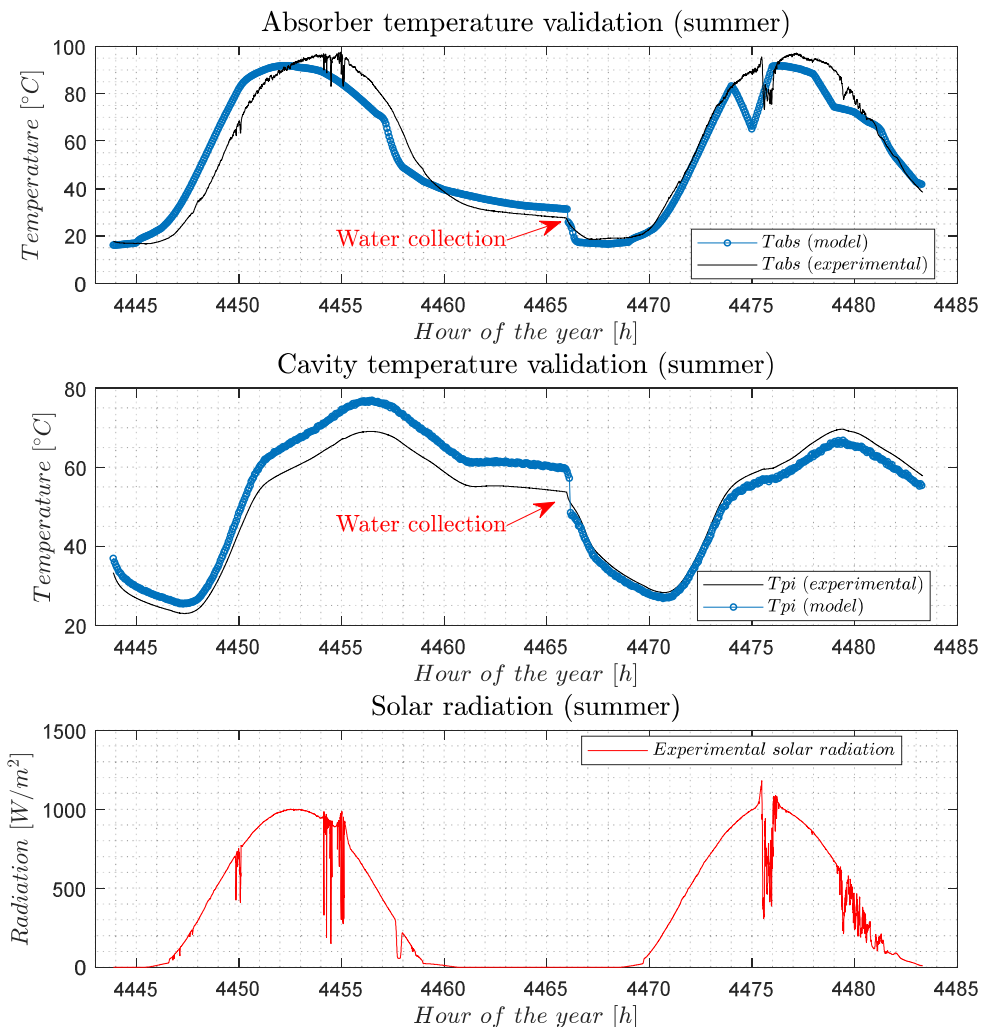 Absorber temperature validation (summer)
Temperature [°C]
100
80
60
40
20
0
Water collection
Tabs (model)
Tabs (experimental)
4445 4450 4455 4460 4465 4470 4475 4480 4485
Hour of the year [h]
Cavity temperature validation (summer)
Temperature [°C]
80
60
40
20
Water collection
Tpi (experimental)
Tpi (model)
4445 4450 4455 4460 4465 4470 4475 4480 4485
Hour of the year [h]
Solar radiation (summer)
Radiation [W/m²]
1500
1000
500
0
Experimental solar radiation
4445 4450 4455 4460 4465 4470 4475 4480 4485
Hour of the year [h]